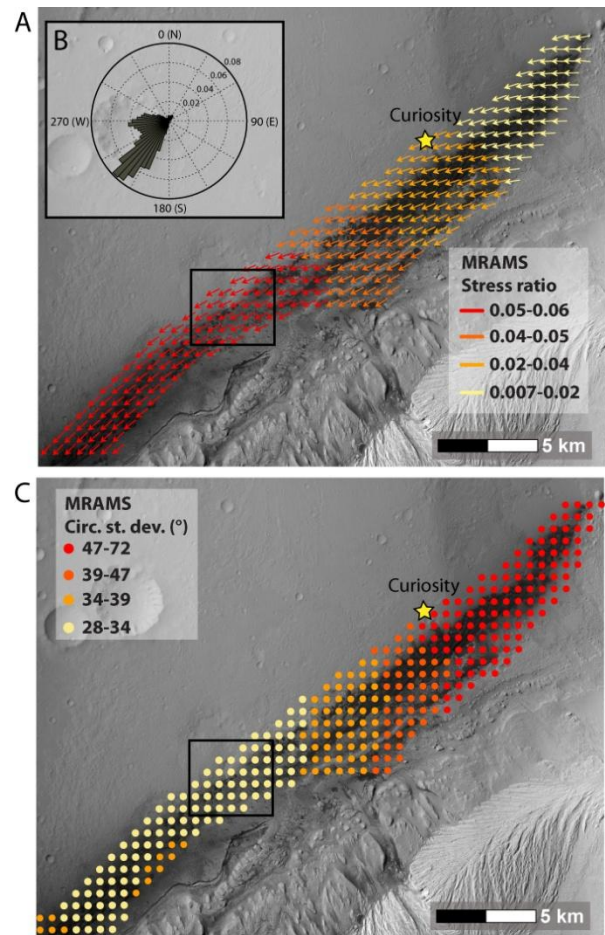 A
B
0 (N)
0.08
0.06
0.04
0.02
270 (W)
90 (E)
180 (S)
Curiosity
MRAMS
Stress ratio
0.05-0.06
0.04-0.05
0.02-0.04
0.007-0.02
5 km
C
MRAMS
Circ. st. dev. (°)
47-72
39-47
34-39
28-34
Curiosity
5 km